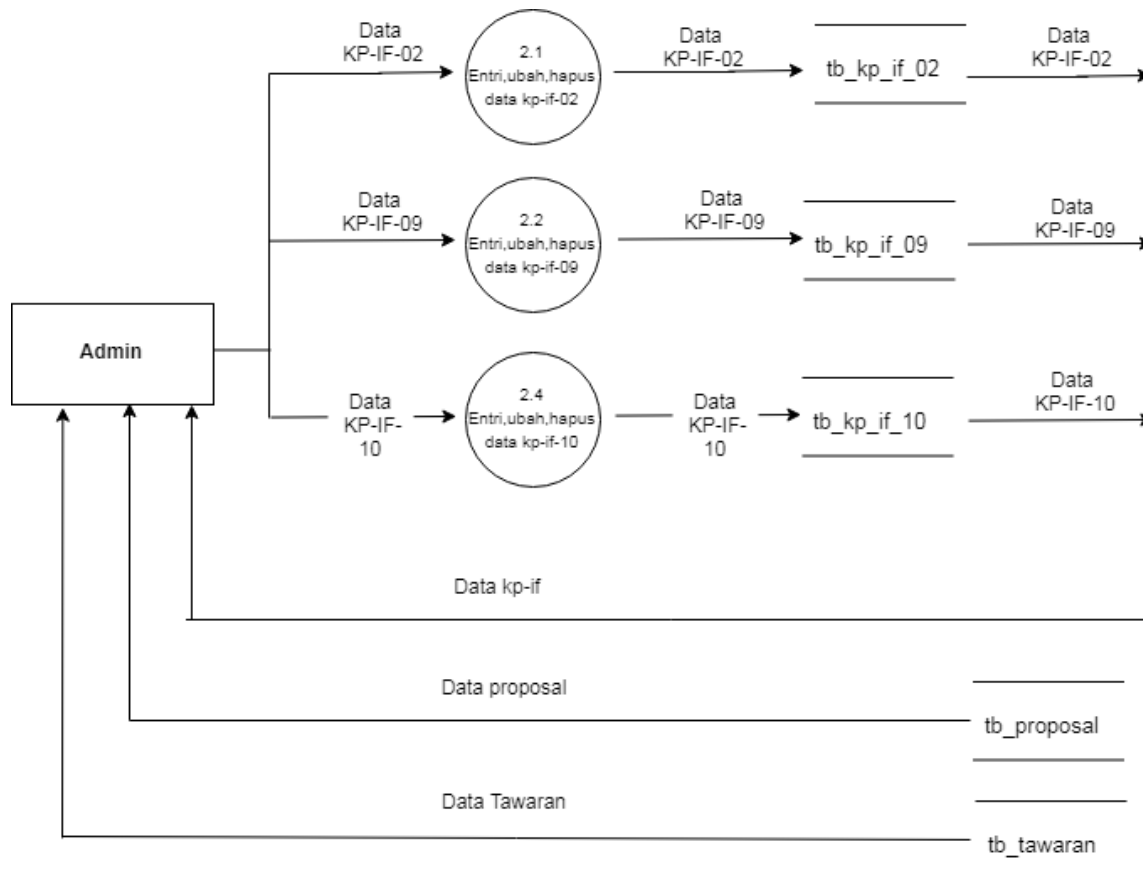 Data
KP-IF-02
2.1
Entri,ubah,hapus
data kp-if-02
Data
KP-IF-02
tb_kp_if_02
Data
KP-IF-02
Data
KP-IF-09
2.2
Entri,ubah,hapus
data kp-if-09
Data
KP-IF-09
tb_kp_if_09
Data
KP-IF-09
Admin
Data
KP-IF-
10
2.4
Entri,ubah,hapus
data kp-if-10
Data
KP-IF-
10
tb_kp_if_10
Data
KP-IF-10
Data kp-if
Data proposal
tb_proposal
Data Tawaran
tb_tawaran